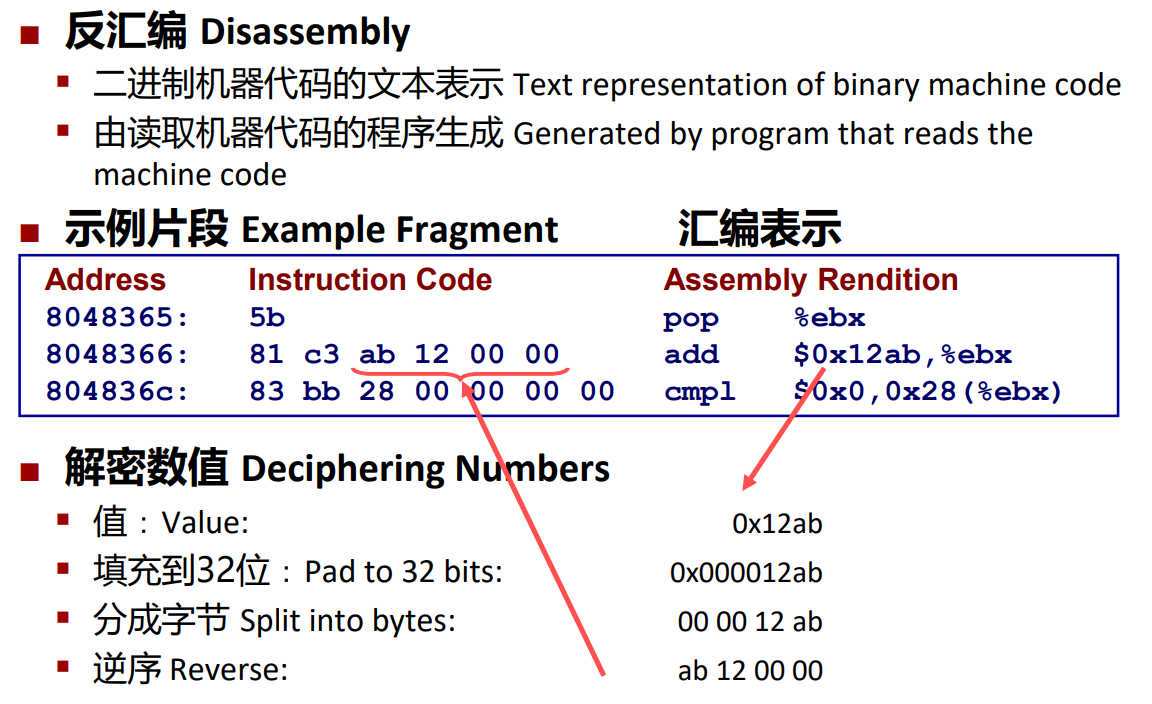 反汇编 Disassembly
二进制机器代码的文本表示 Text representation of binary machine code
由读取机器代码的程序生成 Generated by program that reads the
machine code
示例片段 Example Fragment 汇编表示
Address Instruction Code Assembly Rendition
8048365: 5b pop %ebx
8048366: 81 c3 ab 12 00 00 add $0x12ab,%ebx
804836c: 83 bb 28 00 00 00 00 cmpl $0x0,0x28(%ebx)
解密数值 Deciphering Numbers
值：Value: 0x12ab
填充到32位：Pad to 32 bits: 0x000012ab
分成字节 Split into bytes: 00 00 12 ab
逆序 Reverse: ab 12 00 00